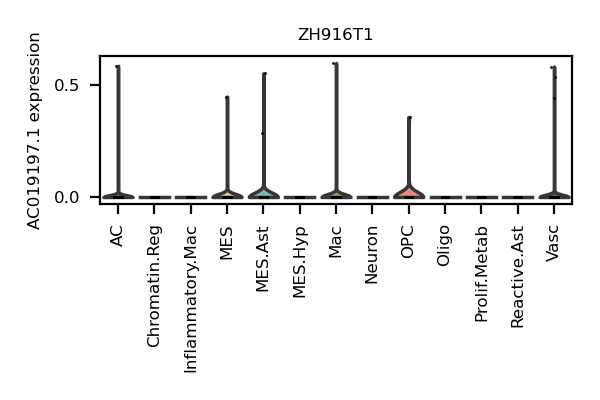 ZH916T1
AC019197.1 expression
0.5
0.0
AC
Chromatin.Reg
Inflammatory.Mac
MES
MES.Ast
MES.Hyp
Mac
Neuron
OPC
Oligo
Prolif.Metab
Reactive.Ast
Vasc